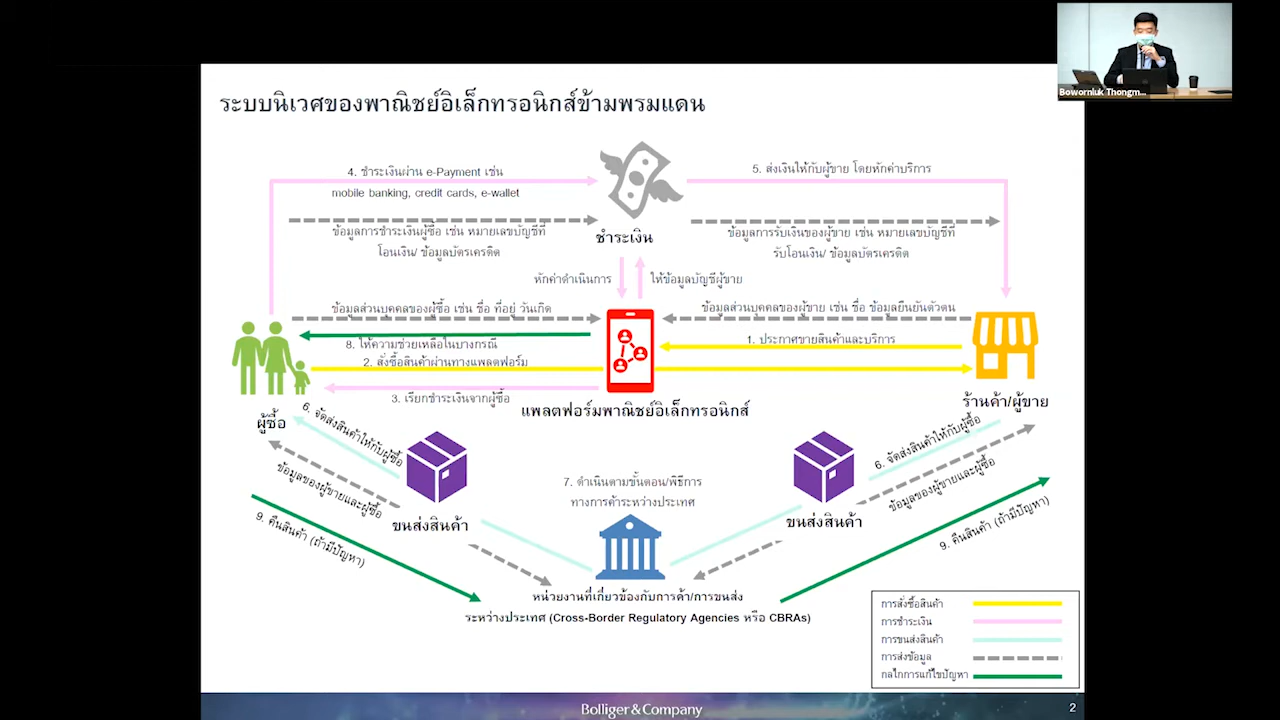 Boworniuk Thongm...
ระบบนิเวศของพาณิชย์อิเล็กทรอนิกส์ข้ามพรมแดน
4. ชำระเงินผ่าน e-Payment เช่น
mobile banking, credit cards, e-wallet
5. ส่งเงินให้กับผู้ขาย โดยหักค่าบริการ
ข้อมูลการชำระเงินผู้ซื้อ เช่น หมายเลขบัญชีที่
โอนเงิน/ ข้อมูลบัตรเครดิต
ชำระเงิน
ข้อมูลการรับเงินของผู้ขาย เช่น หมายเลขบัญชีที่
รับโอนเงิน/ ข้อมูลบัตรเครดิต
หักค่าดำเนินการ
ให้ข้อมูลบัญชีผู้ขาย
ข้อมูลส่วนบุคคลของผู้ซื้อ เช่น ชื่อ ที่อยู่ วันเกิด
ข้อมูลส่วนบุคคลของผู้ขาย เช่น ชื่อ ข้อมูลยืนยันตัวตน
8. ให้ความช่วยเหลือในบางกรณี
1. ประกาศขายสินค้าและบริการ
2. สั่งซื้อสินค้าผ่านทางแพลตฟอร์ม
3. เรียกชำระเงินจากผู้ซื้อ
แพลตฟอร์มพาณิชย์อิเล็กทรอนิกส์
ร้านค้า/ผู้ขาย
ผู้ซื้อ
6. จัดส่งสินค้าให้กับผู้ซื้อ
6. จัดส่งสินค้าให้กับผู้ซื้อ
ข้อมูลของผู้ขายและผู้ซื้อ
ข้อมูลของผู้ขายและผู้ซื้อ
7. ดำเนินตามขั้นตอน/พิธีการ
ทางการค้าระหว่างประเทศ
ขนส่งสินค้า
ขนส่งสินค้า
9. คืนสินค้า (ถ้ามีปัญหา)
9. คืนสินค้า (ถ้ามีปัญหา)
หน่วยงานที่เกี่ยวข้องกับการค้า/การขนส่ง
ระหว่างประเทศ (Cross-Border Regulatory Agencies หรือ CBRAs)
การสั่งซื้อสินค้า
การชำระเงิน
การขนส่งสินค้า
การส่งข้อมูล
กลไกการแก้ไขปัญหา
Bolliger & Company
2